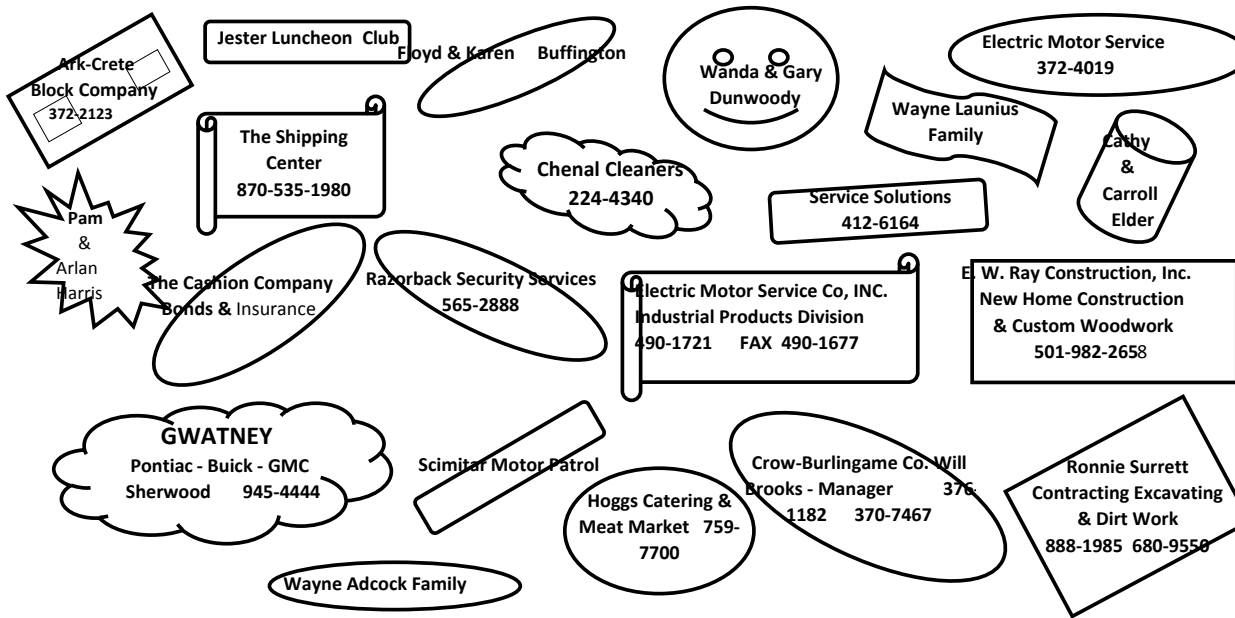 Ark-Crete
Block Company
372-2123
Jester Luncheon Club
Floyd & Karen Buffington
Wanda & Gary
Dunwoody
Electric Motor Service
372-4019
Wayne Launius
Family
The Shipping
Center
870-535-1980
Chenal Cleaners
224-4340
Service Solutions
412-6164
Cathy
&
Carroll
Elder
Pam
&
Arlan
Harris
The Cashion Company
Bonds & Insurance
Razorback Security Services
565-2888
Electric Motor Service Co, INC.
Industrial Products Division
490-1721 FAX 490-1677
E. W. Ray Construction, Inc.
New Home Construction
& Custom Woodwork
501-982-2658
GWATNEY
Pontiac - Buick - GMC
Sherwood 945-4444
Scimitar Motor Patrol
Hoggs Catering &
Meat Market 759-
7700
Crow-Burlingame Co. Will
Brooks - Manager 376-
1182 370-7467
Ronnie Surrett
Contracting Excavating
& Dirt Work
888-1985 680-9550
Wayne Adcock Family